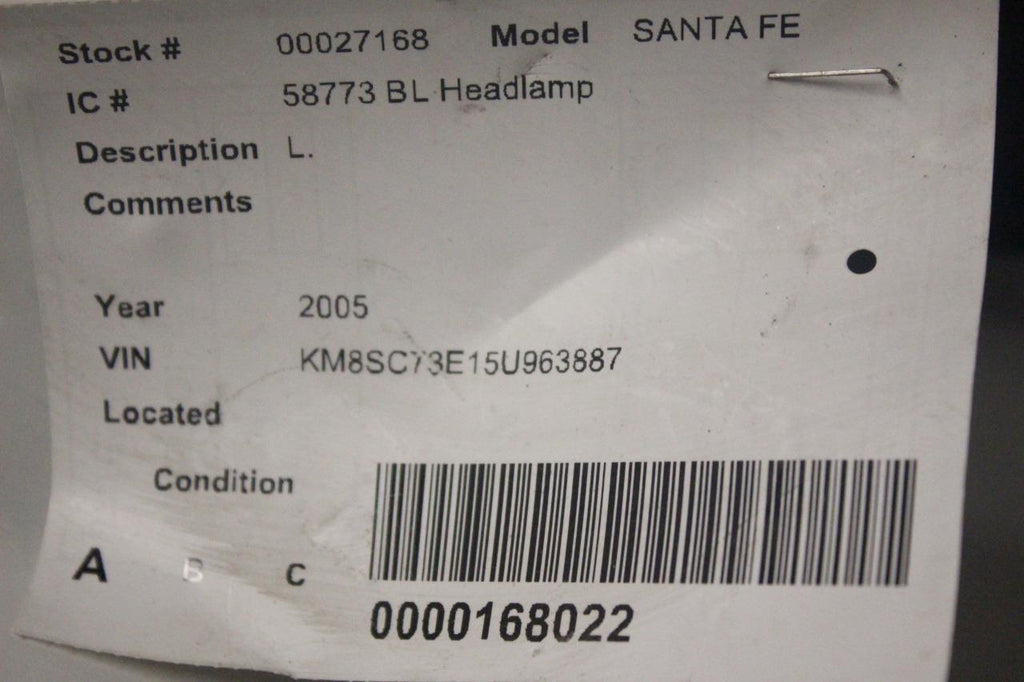 Stock # 00027168 Model SANTA FE
IC # 58773 BL Headlamp
Description L.
Comments
Year 2005
VIN KM8SC73E15U963887
Located
Condition
A B C
0000168022